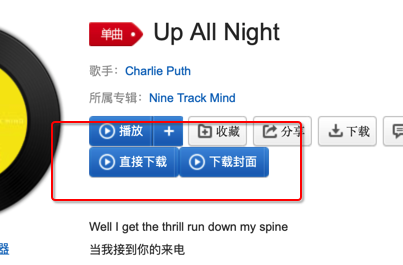 单曲 Up All Night
歌手: Charlie Puth
所属专辑: Nine Track Mind
播放 + 收藏 分享 下载
直接下载 下载封面
Well I get the thrill run down my spine
当我接到你的来电
器